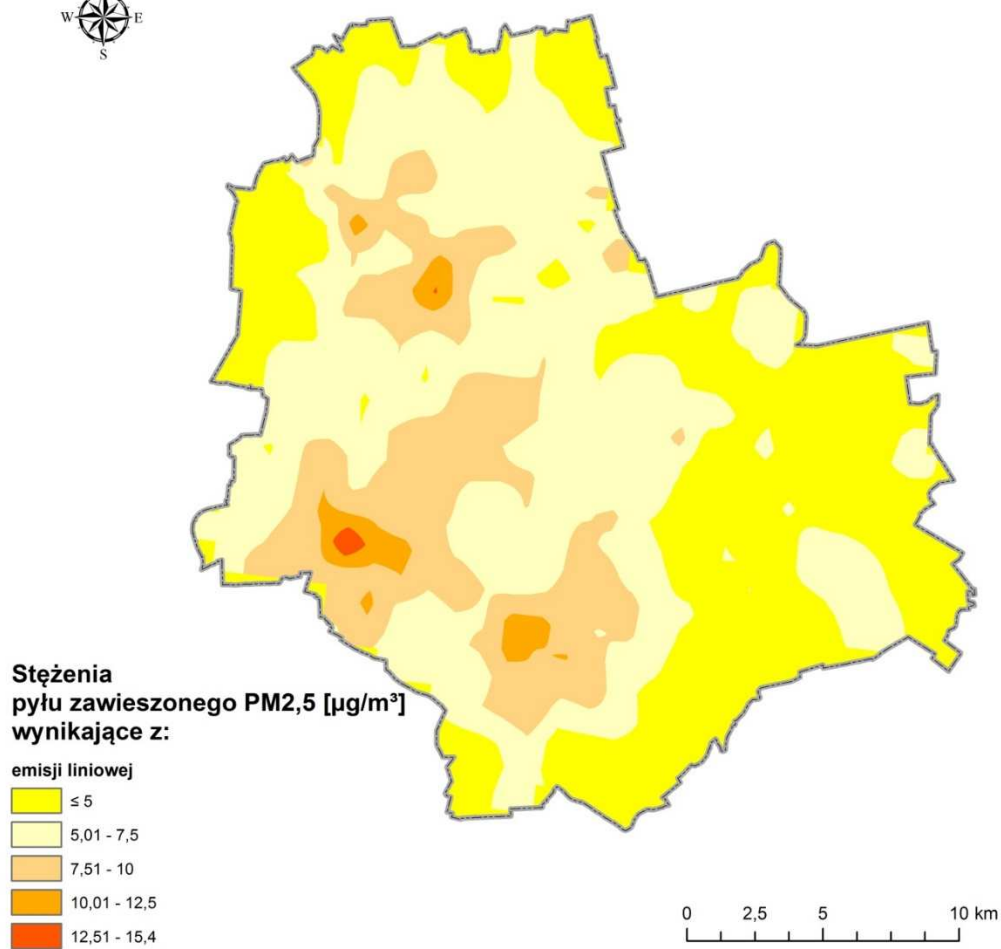 W E
S
Stężenia
pyłu zawieszonego PM2,5 [µg/m³]
wynikające z:
emisji liniowej
≤ 5
5,01 - 7,5
7,51 - 10
10,01 - 12,5
12,51 - 15,4
0 2,5 5 10 km